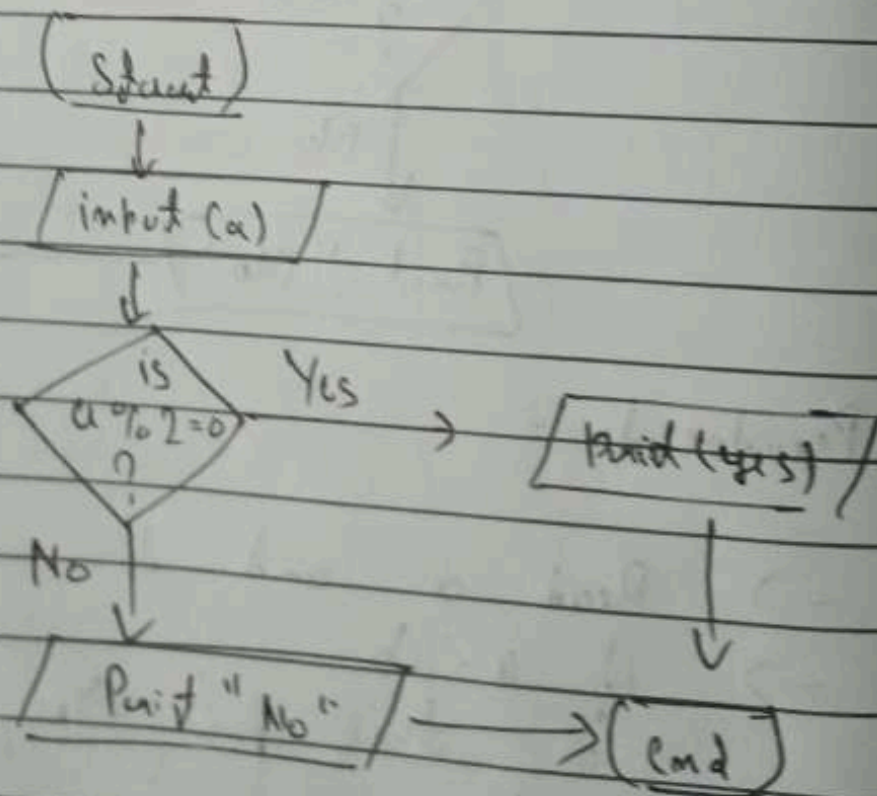 Start
input (a)
is
a % 2 = 0
?
Yes
Print (yes)
No
Print "No"
End